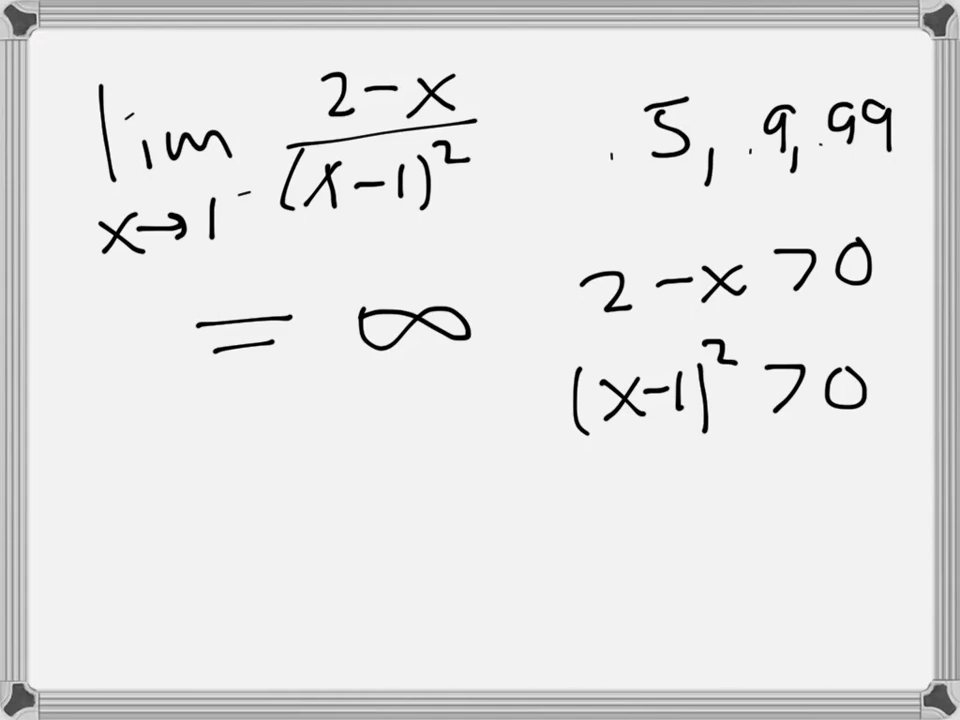 lim x→1⁻ (2-x)/(x-1)²
.5, .9, .99
2-x>0
= ∞
(x-1)²>0